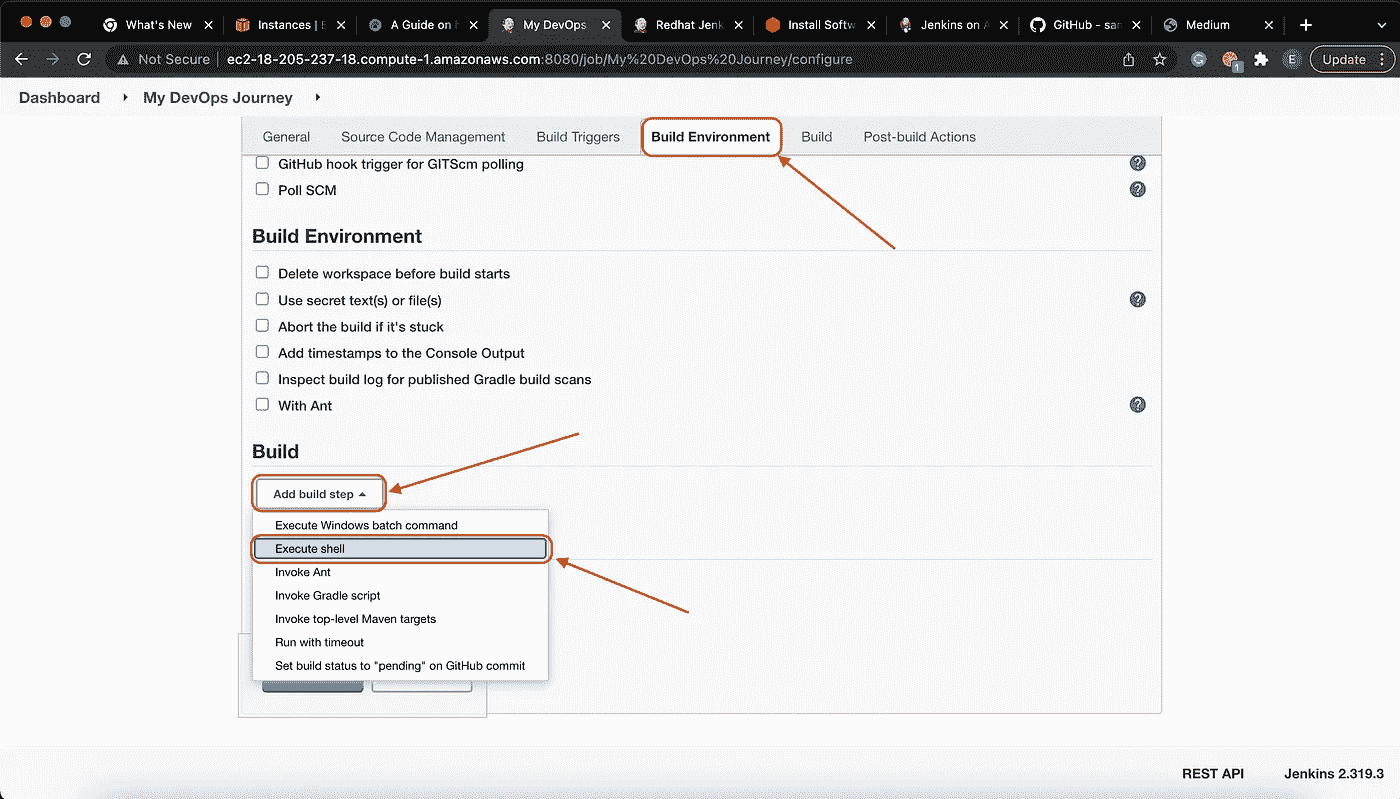 What's New
Instances | E
A Guide on
My DevOps
Redhat Jenk
Install Softw
Jenkins on A
GitHub - sar
Medium
Not Secure
ec2-18-205-237-18.compute-1.amazonaws.com:8080/job/My%20DevOps%20Journey/configure
1
E
Update
Dashboard
My DevOps Journey
General
Source Code Management
Build Triggers
Build Environment
Build
Post-build Actions
GitHub hook trigger for GITScm polling
?
Poll SCM
?
Build Environment
Delete workspace before build starts
Use secret text(s) or file(s)
?
Abort the build if it's stuck
Add timestamps to the Console Output
Inspect build log for published Gradle build scans
With Ant
?
Build
Add build step
Execute Windows batch command
Execute shell
Invoke Ant
Invoke Gradle script
Invoke top-level Maven targets
Run with timeout
Set build status to "pending" on GitHub commit
REST API
Jenkins 2.319.3